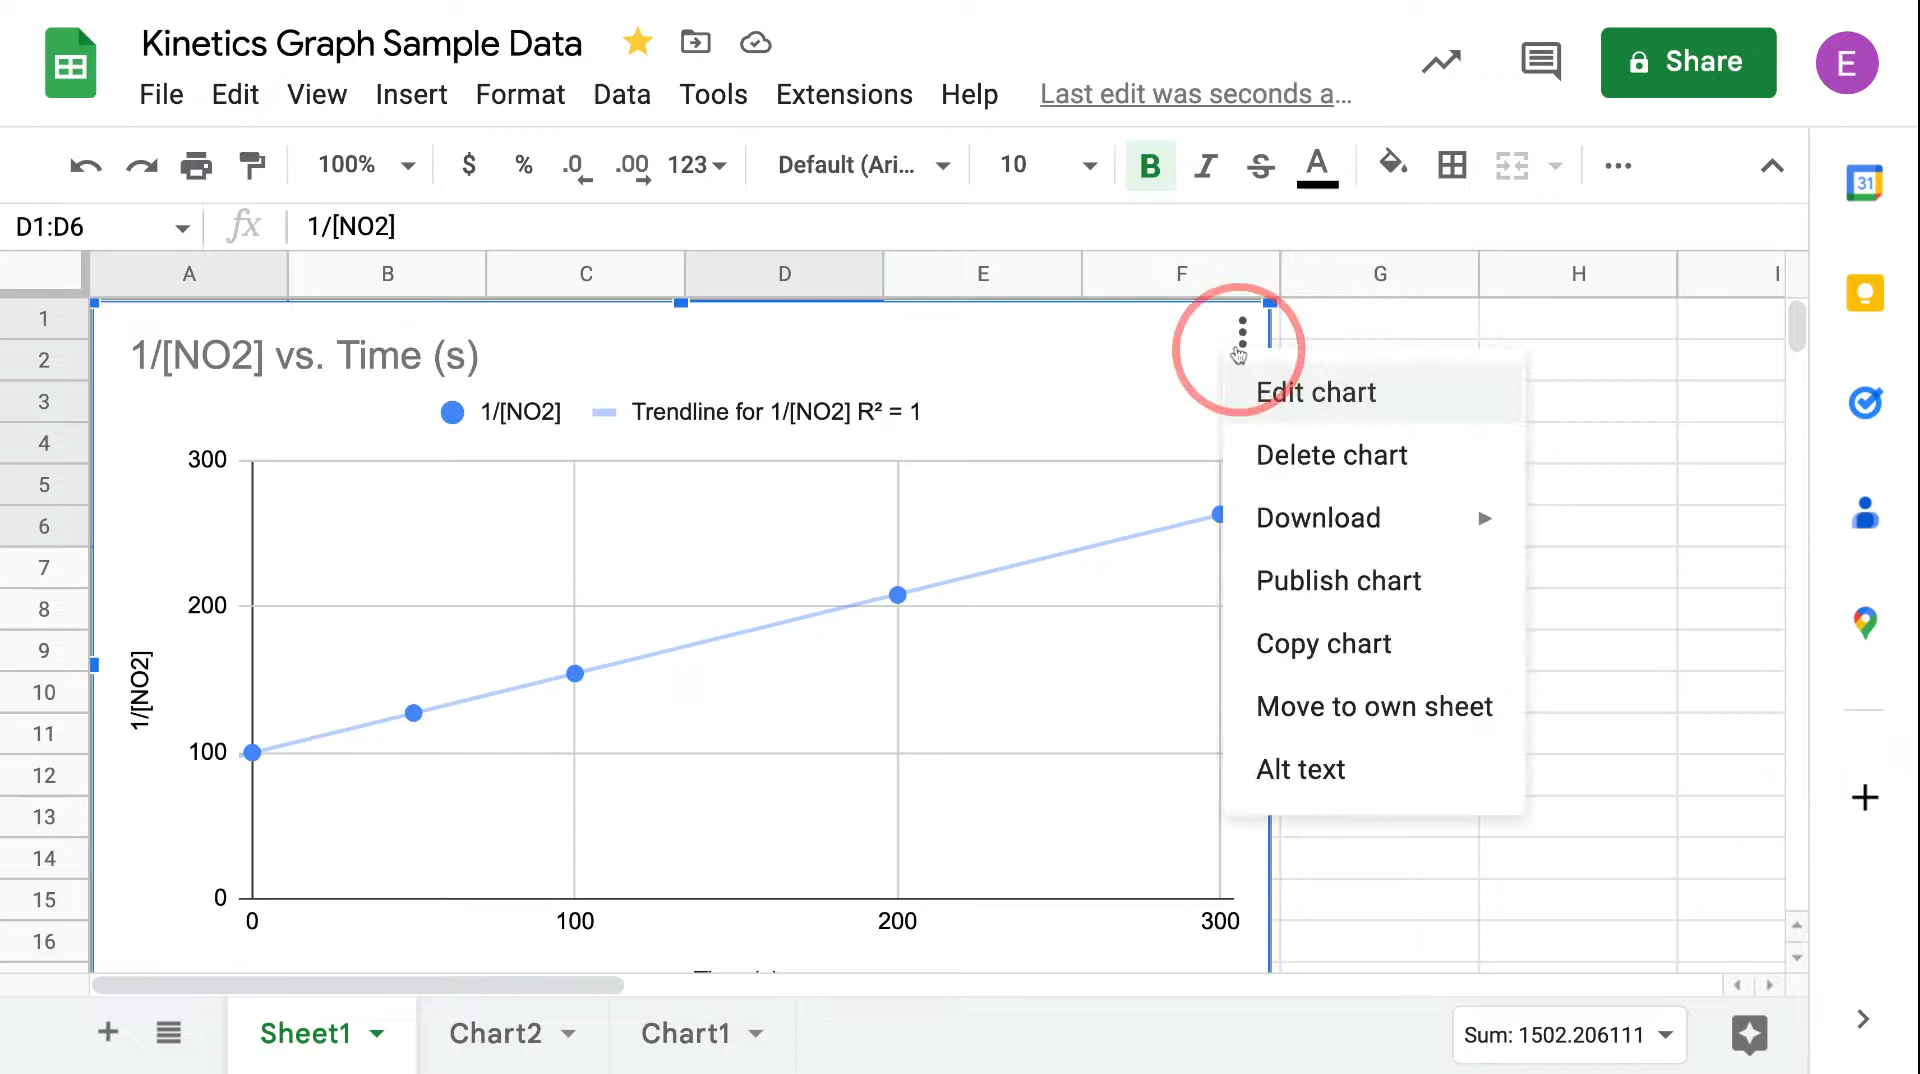 Kinetics Graph Sample Data
File Edit View Insert Format Data Tools Extensions Help Last edit was seconds a...
Share
E
100% $ % .0 .00 123 Default (Ari... 10 B I S A
31
D1:D6 fx 1/[NO2]
A B C D E F G H I
1
2
3
4
5
6
7
8
9
10
11
12
13
14
15
16
1/[NO2] vs. Time (s)
1/[NO2] Trendline for 1/[NO2] R² = 1
300
200
100
0
1/[NO2]
0 100 200 300
Edit chart
Delete chart
Download
Publish chart
Copy chart
Move to own sheet
Alt text
Sheet1 Chart2 Chart1 Sum: 1502.206111